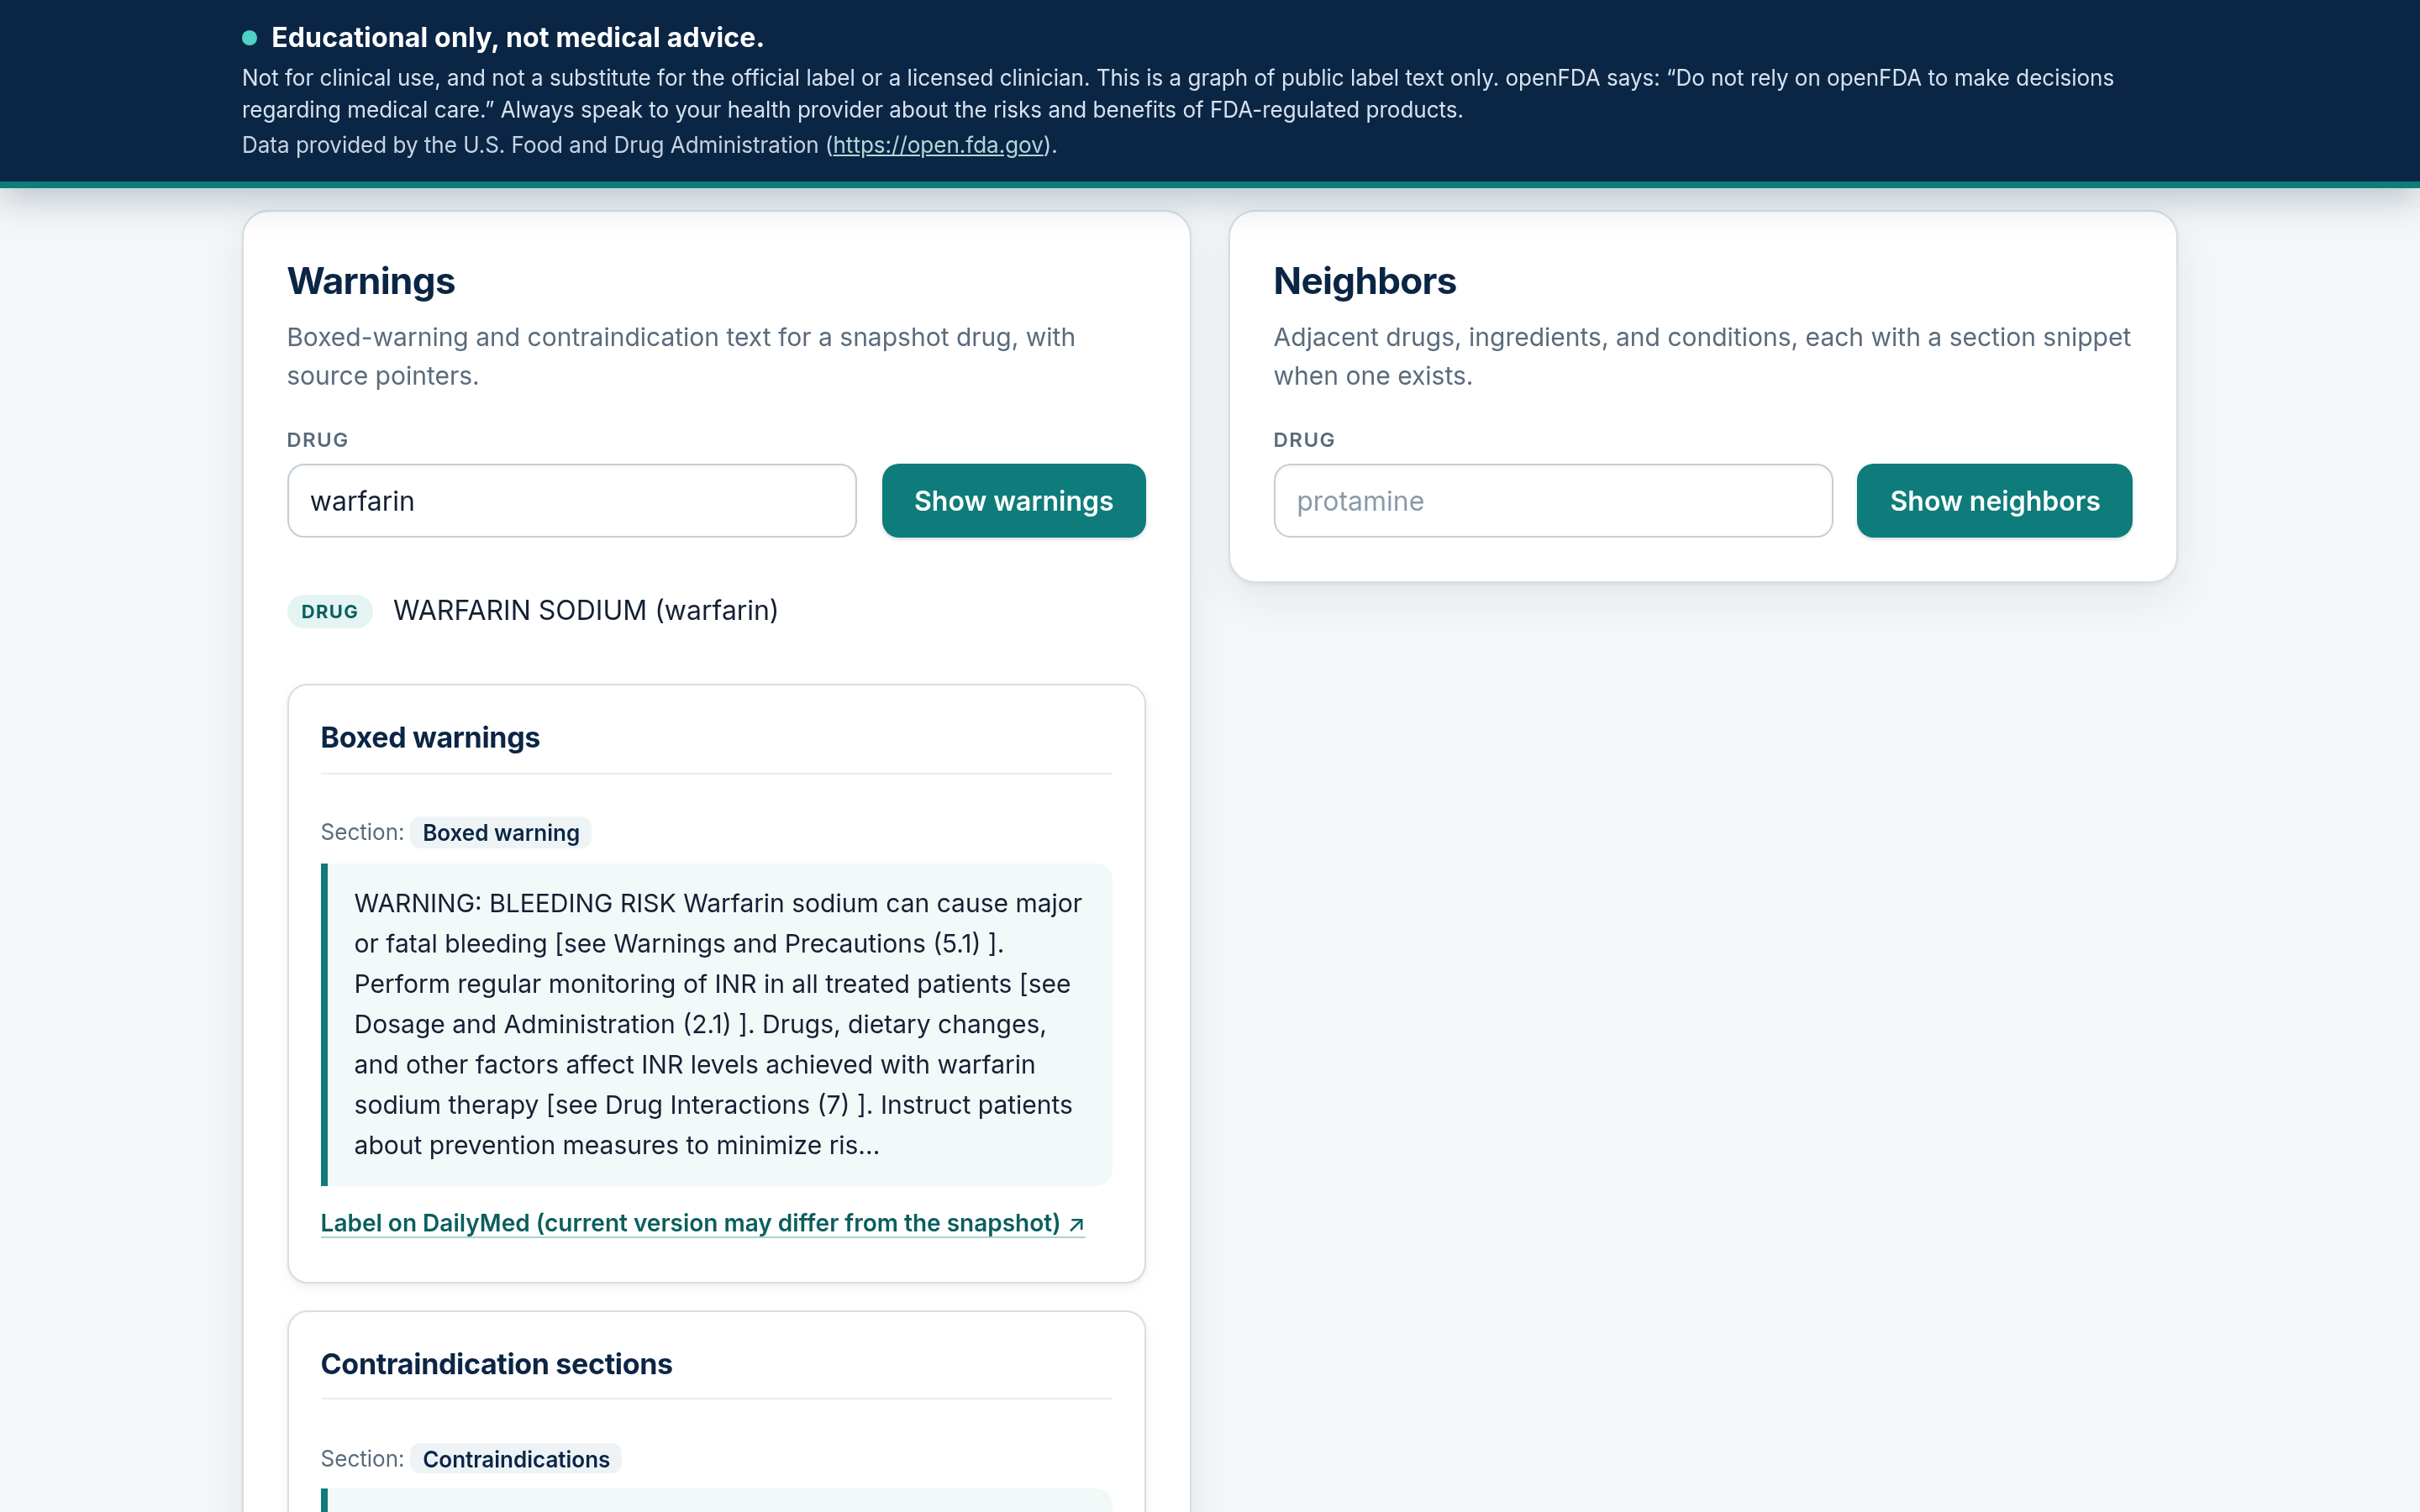 Educational only, not medical advice.
Not for clinical use, and not a substitute for the official label or a licensed clinician. This is a graph of public label text only. openFDA says: “Do not rely on openFDA to make decisions
regarding medical care.” Always speak to your health provider about the risks and benefits of FDA-regulated products.
Data provided by the U.S. Food and Drug Administration (https://open.fda.gov).
Warnings
Boxed-warning and contraindication text for a snapshot drug, with
source pointers.
DRUG
warfarin
Show warnings
DRUG WARFARIN SODIUM (warfarin)
Boxed warnings
Section: Boxed warning
WARNING: BLEEDING RISK Warfarin sodium can cause major
or fatal bleeding [see Warnings and Precautions (5.1) ].
Perform regular monitoring of INR in all treated patients [see
Dosage and Administration (2.1) ]. Drugs, dietary changes,
and other factors affect INR levels achieved with warfarin
sodium therapy [see Drug Interactions (7) ]. Instruct patients
about prevention measures to minimize ris…
Label on DailyMed (current version may differ from the snapshot) ↗
Contraindication sections
Section: Contraindications
Neighbors
Adjacent drugs, ingredients, and conditions, each with a section snippet
when one exists.
DRUG
protamine
Show neighbors